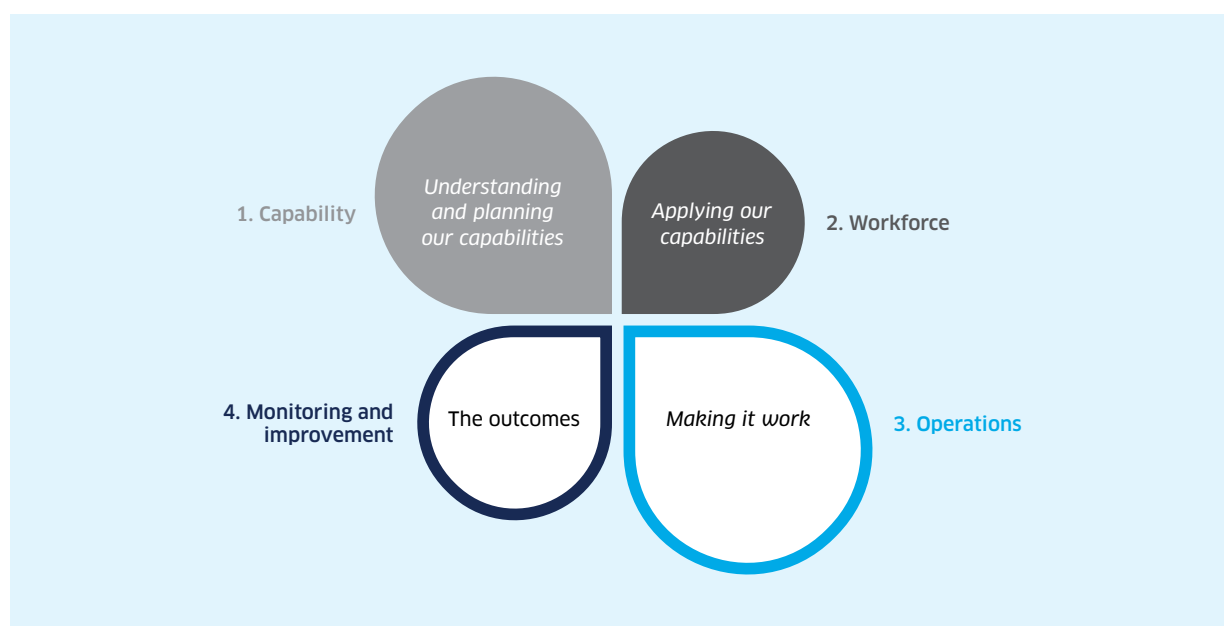 1. Capability
Understanding
and planning
our capabilities
Applying our
capabilities
2. Workforce
4. Monitoring and
improvement
The outcomes
Making it work
3. Operations